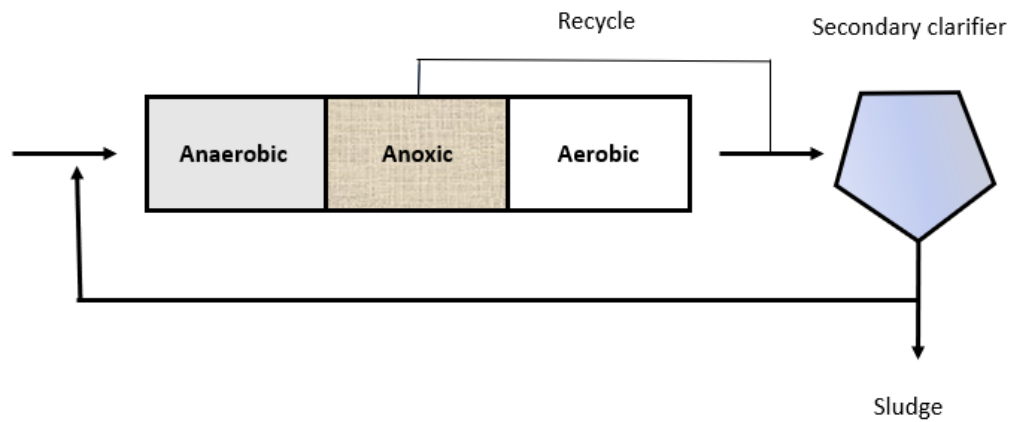 Recycle
Secondary clarifier
Anaerobic
Anoxic
Aerobic
Sludge